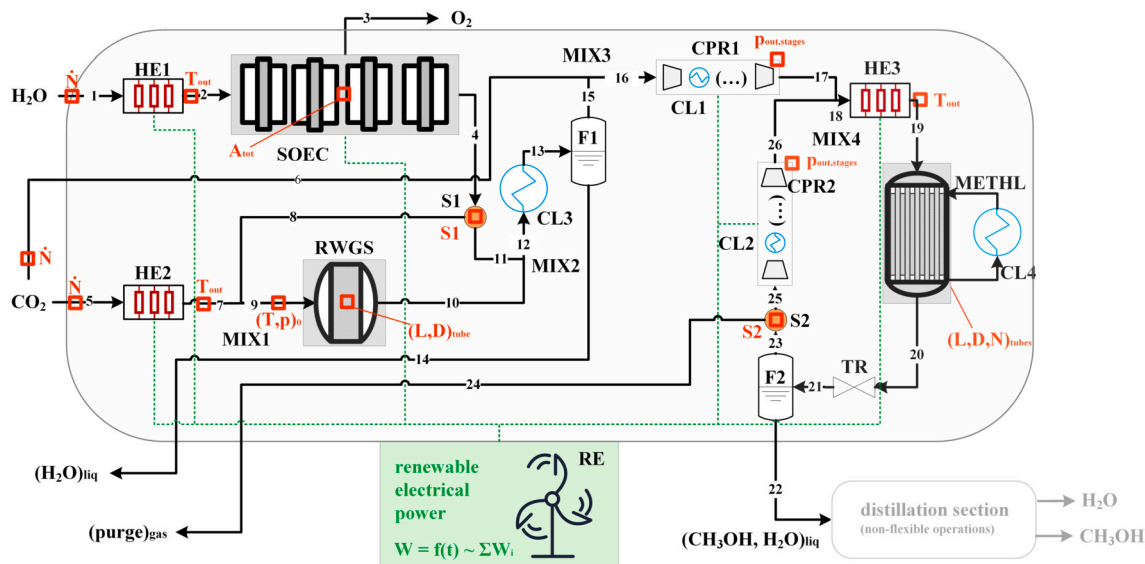 3
O₂
CPR1
p_out,stages
MIX3
HE1
T_out
Ṅ
16
(...)
17
HE3
H₂O
1
2
15
CL1
T_out
18
4
F1
MIX4
19
SOEC
A_tot
13
26
p_out,stages
CPR2
6
METHL
S1
CL3
(...)
8
S1
12
CL2
RWGS
11
MIX2
CL4
Ṅ
HE2
T_out
25
CO₂
Ṅ
5
7
9
10
S2
S2
(T,p)₀
(L,D)_tube
(L,D,N)_tubes
MIX1
23
14
20
TR
24
F2
21
(H₂O)liq
renewable
electrical
power
RE
22
distillation section
(non-flexible operations)
H₂O
(purge)gas
W = f(t) ~ ΣWᵢ
(CH₃OH, H₂O)liq
CH₃OH